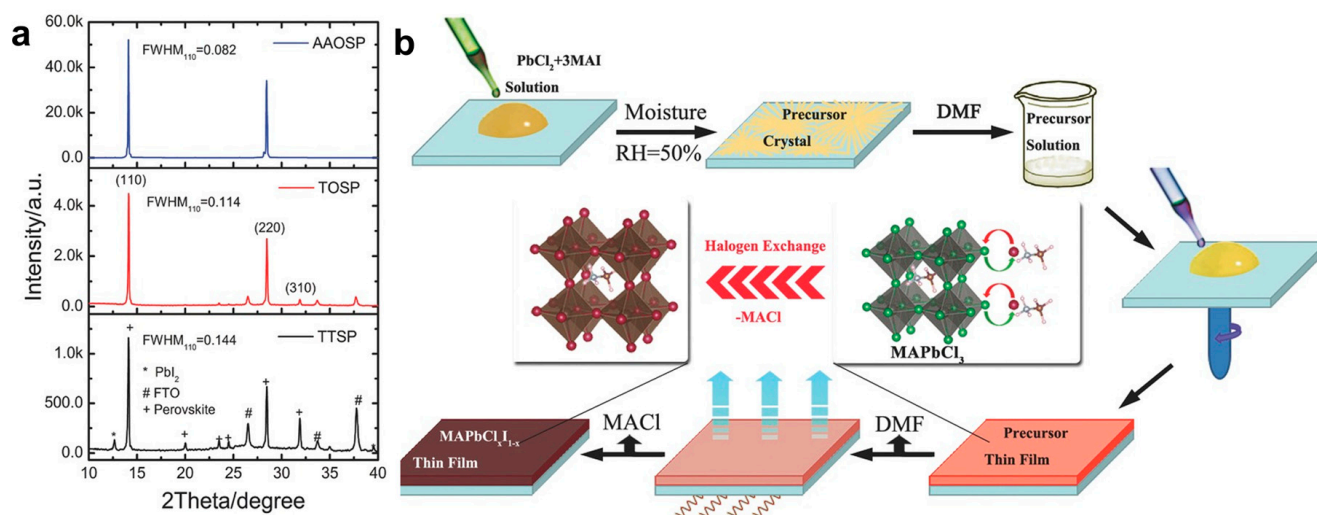 a
60.0k
40.0k
20.0k
0.0
FWHM₁₁₀=0.082
AAOSP
4.0k
2.0k
0.0
(110)
FWHM₁₁₀=0.114
TOSP
(220)
(310)
1.0k
500.0
0.0
+
FWHM₁₁₀=0.144
TTSP
* PbI₂
# FTO
+ Perovskite
*
+
+
+
#
+
+
#
#
10
15
20
25
30
35
40
Intensity/a.u.
2Theta/degree
b
PbCl₂+3MAI
Solution
Moisture
RH=50%
Precursor
Crystal
DMF
Precursor
Solution
Halogen Exchange
-MACl
MAPbCl₃
MAPbClₓI₁₋ₓ
Thin Film
MACl
DMF
Precursor
Thin Film